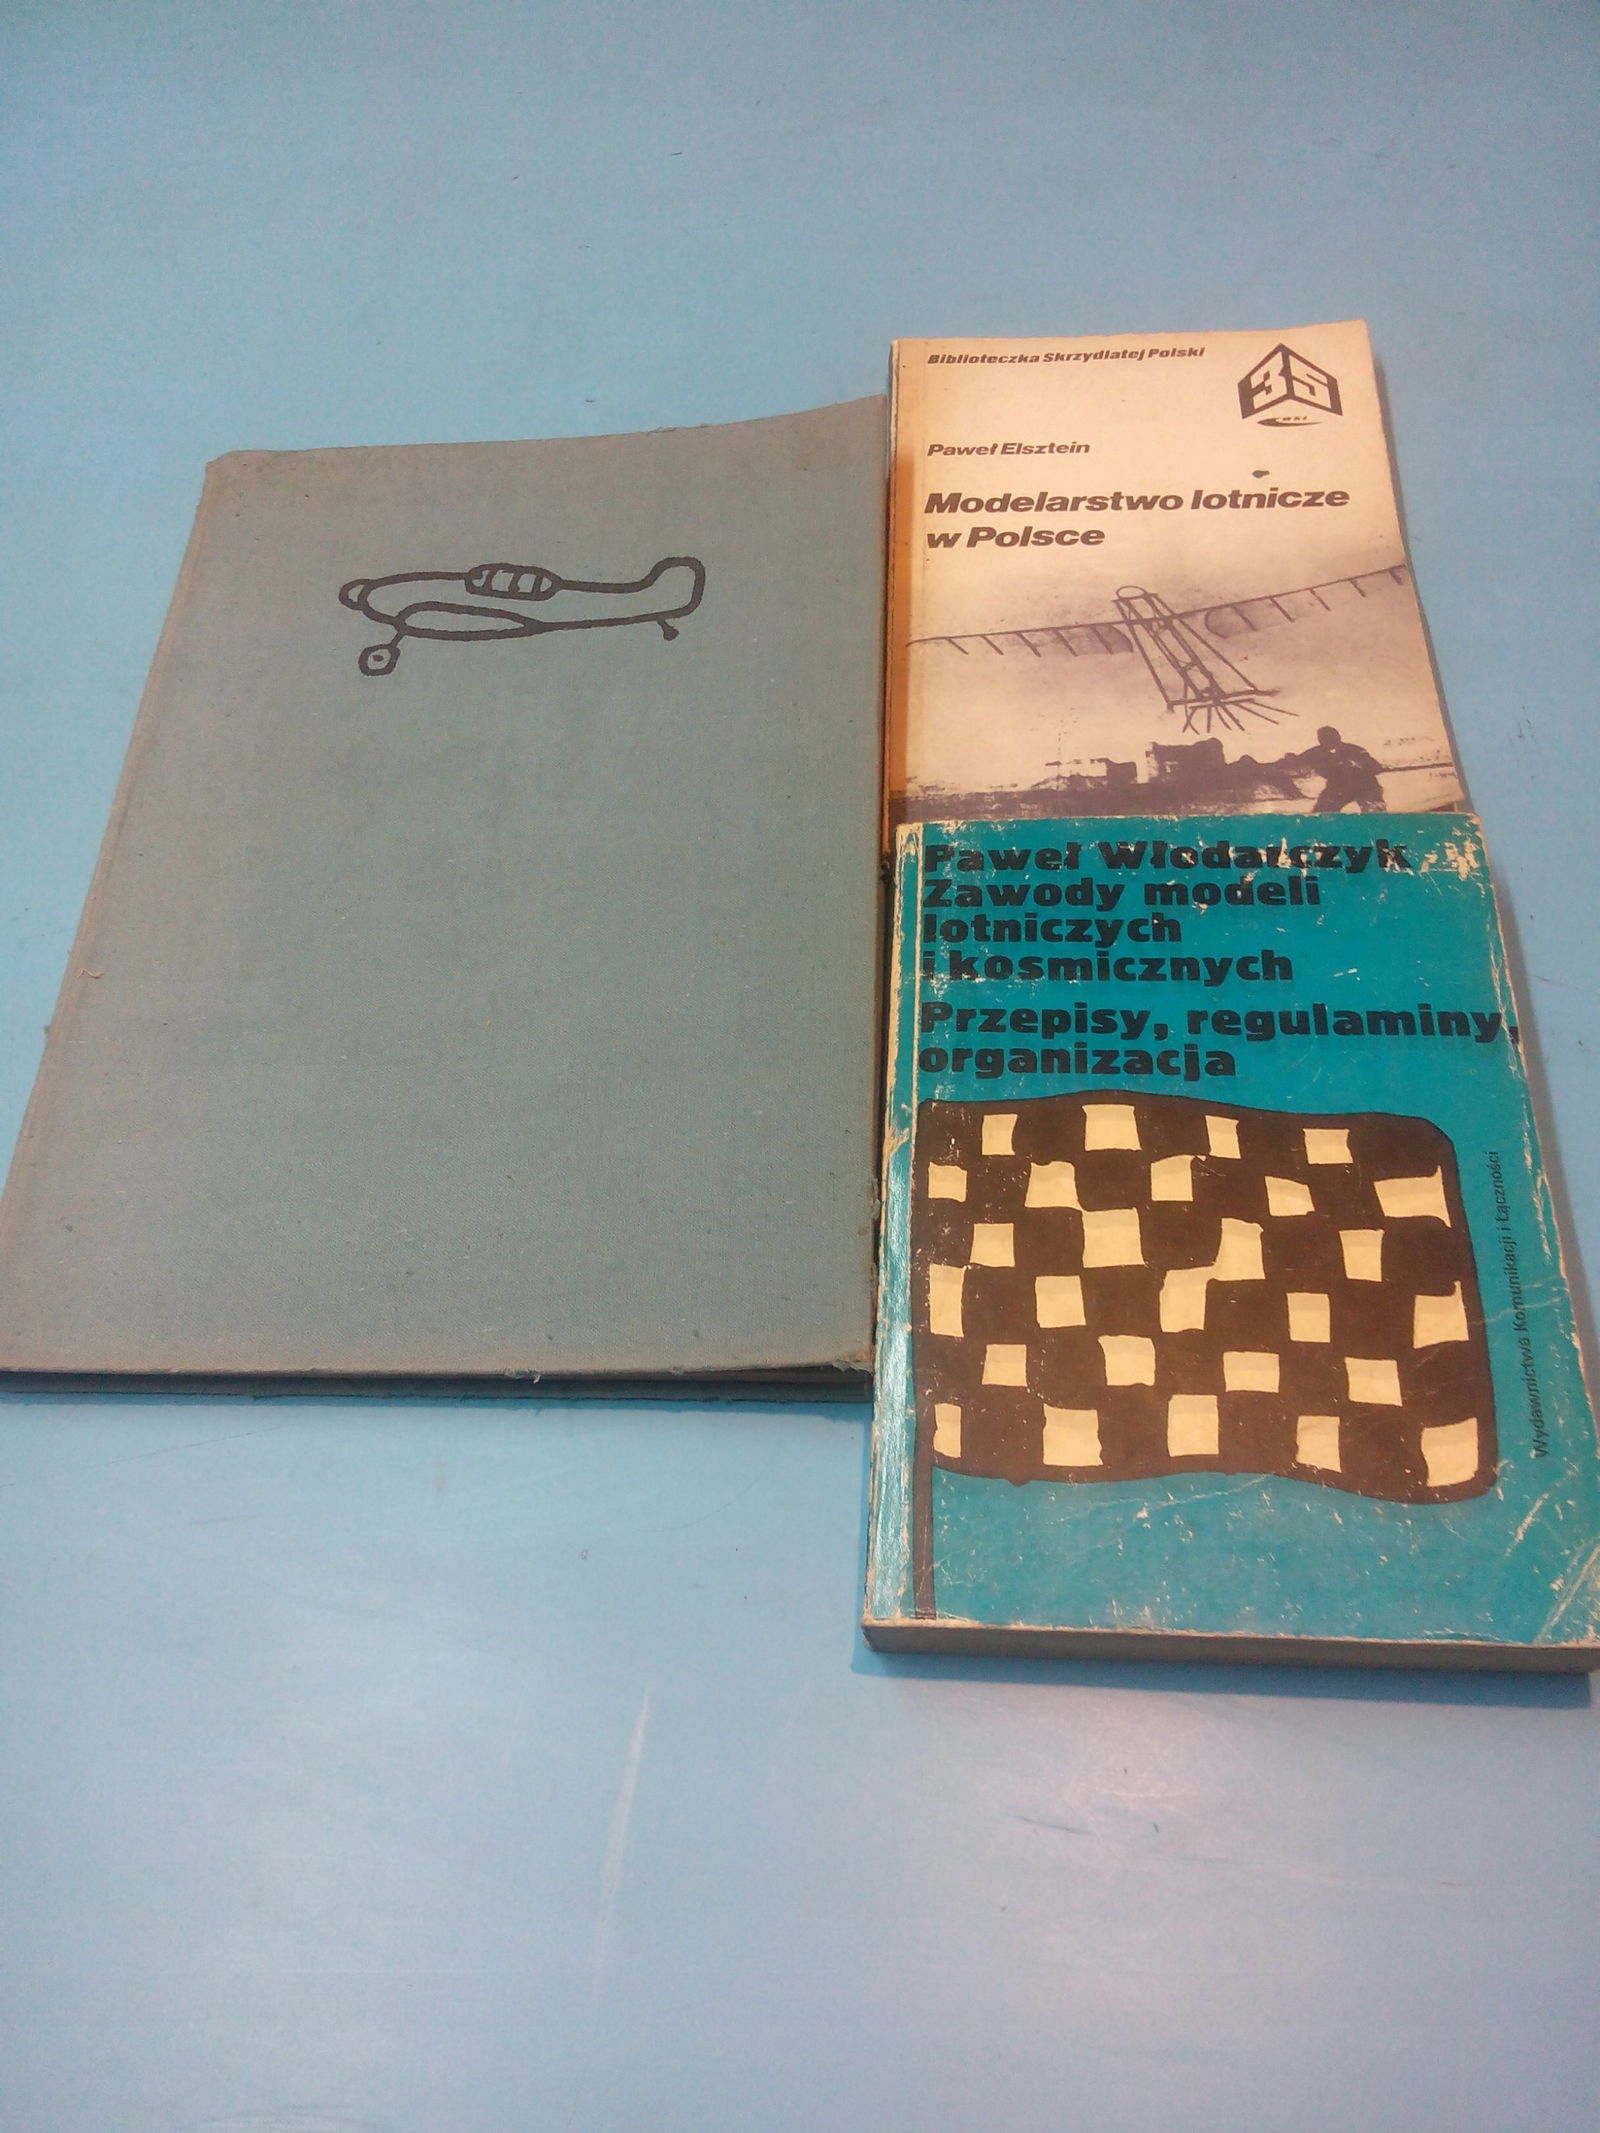 Biblioteczka Skrzydlatej Polski
35
WKŁ
Paweł Elsztein
Modelarstwo lotnicze
w Polsce
Paweł Włodarczyk
Zawody modeli
lotniczych
i kosmicznych
Przepisy, regulaminy,
organizacja
Wydawnictwa Komunikacji i Łączności